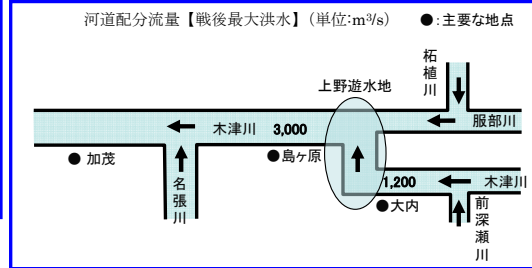 河道配分流量【戦後最大洪水】(単位:m³/s) ●:主要な地点
柘植川
上野遊水地
服部川
木津川 3,000
●加茂
●島ヶ原
名張川
1,200
木津川
●大内
前深瀬川